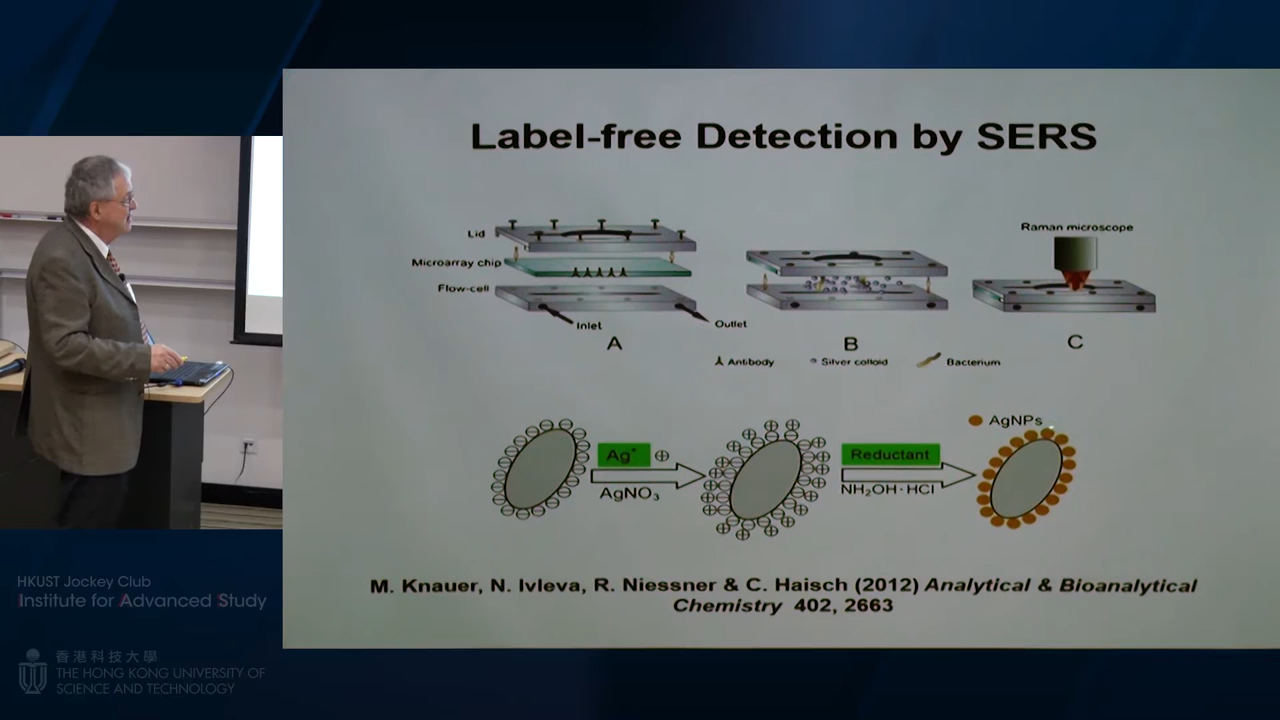 Label-free Detection by SERS
Lid
Microarray chip
Flow-cell
Inlet
Outlet
A
B
Raman microscope
C
Antibody
Silver colloid
Bacterium
Ag⁺
AgNO₃
Reductant
NH₂OH·HCl
AgNPs
M. Knauer, N. Ivleva, R. Niessner & C. Haisch (2012) Analytical & Bioanalytical
Chemistry 402, 2663
HKUST Jockey Club
Institute for Advanced Study
香港科技大學
THE HONG KONG UNIVERSITY OF
SCIENCE AND TECHNOLOGY